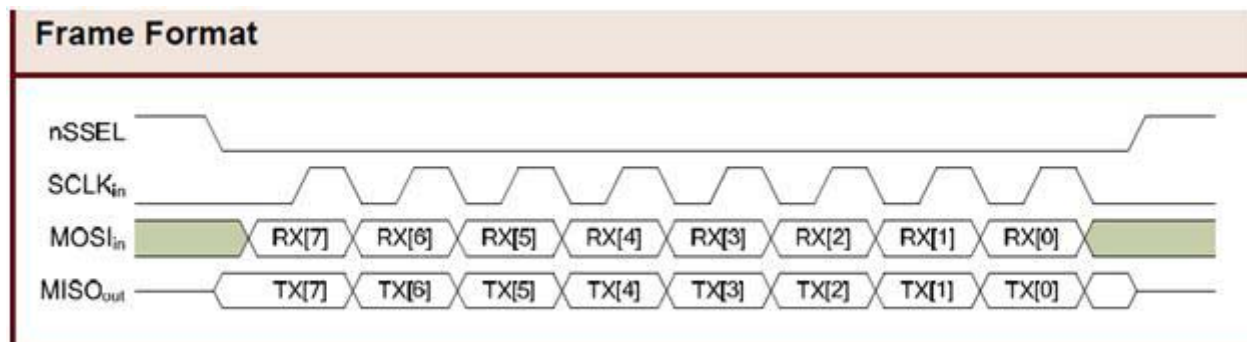 Frame Format
nSSEL
SCLKin
MOSIin RX[7] RX[6] RX[5] RX[4] RX[3] RX[2] RX[1] RX[0]
MISOout TX[7] TX[6] TX[5] TX[4] TX[3] TX[2] TX[1] TX[0]